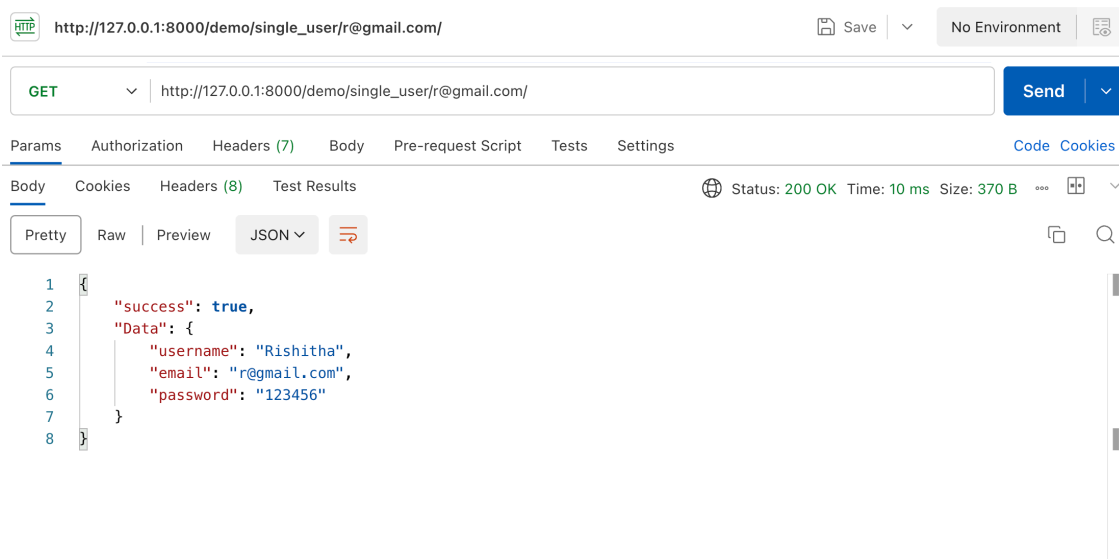 HTTP http://127.0.0.1:8000/demo/single_user/r@gmail.com/ Save No Environment
GET http://127.0.0.1:8000/demo/single_user/r@gmail.com/ Send
Params Authorization Headers (7) Body Pre-request Script Tests Settings Code Cookies
Body Cookies Headers (8) Test Results Status: 200 OK Time: 10 ms Size: 370 B
Pretty Raw Preview JSON
1 {
2 "success": true,
3 "Data": {
4 "username": "Rishitha",
5 "email": "r@gmail.com",
6 "password": "123456"
7 }
8 }